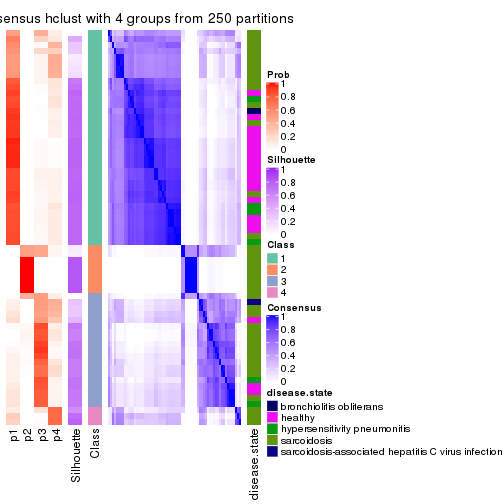 sensus hclust with 4 groups from 250 partitions
Prob
1
0.8
0.6
0.4
0.2
0
Silhouette
1
0.8
0.6
0.4
0.2
0
Class
1
2
3
4
Consensus
1
0.8
0.6
0.4
0.2
0
disease.state
bronchiolitis obliterans
healthy
hypersensitivity pneumonitis
sarcoidosis
sarcoidosis-associated hepatitis C virus infection
p1
p2
p3
p4
Silhouette
Class
disease.state